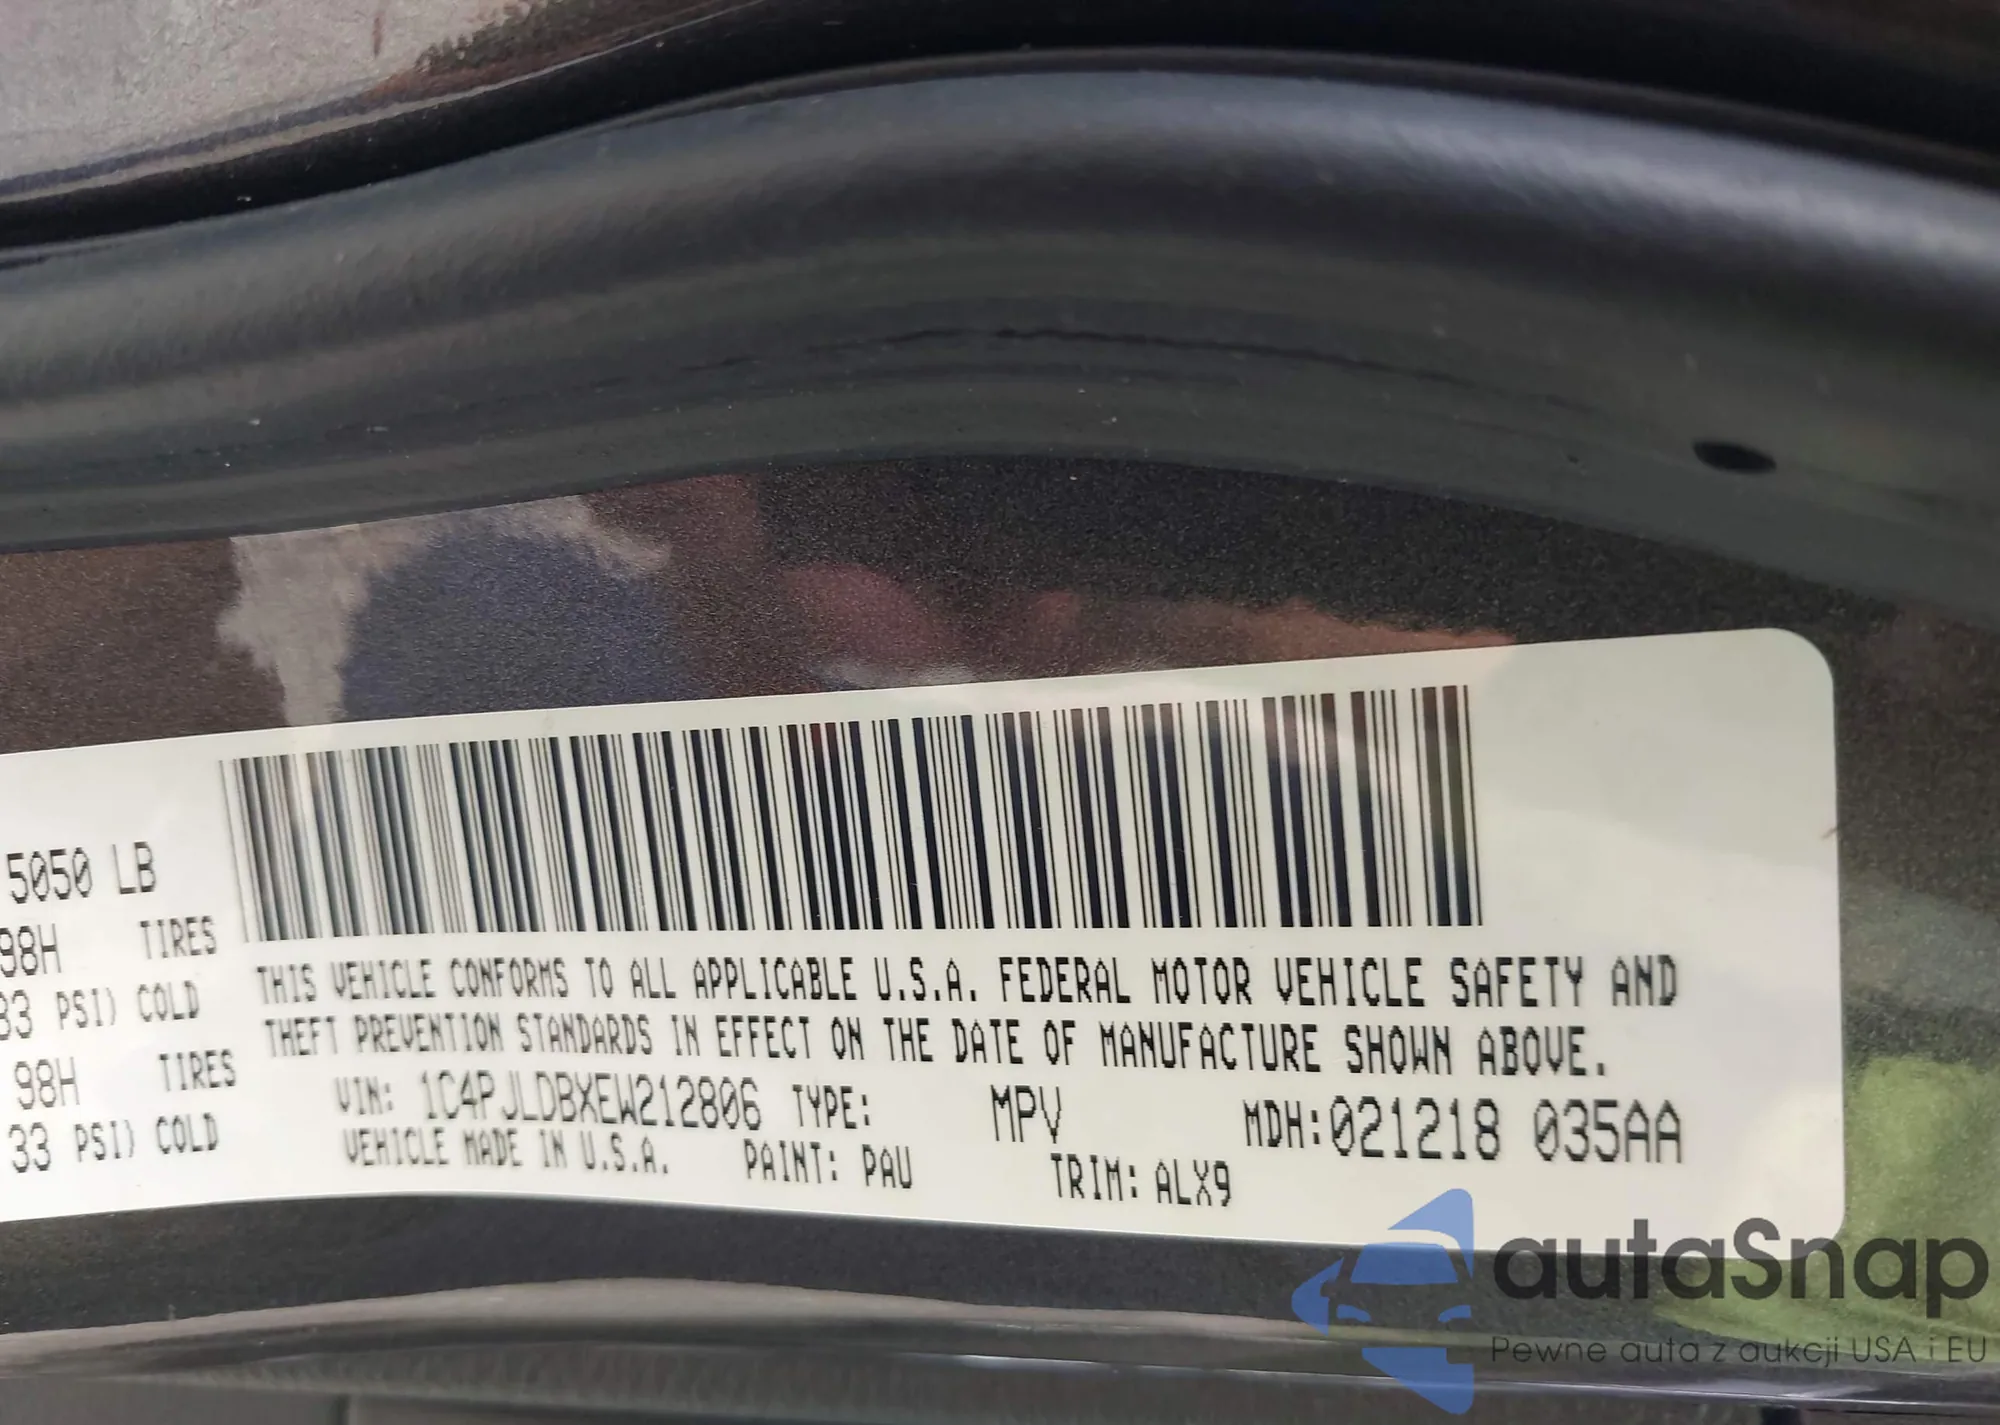 5050 LB
98H TIRES
33 PSI) COLD
98H TIRES
33 PSI) COLD
THIS VEHICLE CONFORMS TO ALL APPLICABLE U.S.A. FEDERAL MOTOR VEHICLE SAFETY AND
THEFT PREVENTION STANDARDS IN EFFECT ON THE DATE OF MANUFACTURE SHOWN ABOVE.
VIN: 1C4PJLDBXEW212806 TYPE: MPV MDH:021218 035AA
VEHICLE MADE IN U.S.A. PAINT: PAU TRIM: ALX9
autaSnap
Pewne auta z aukcji USA i EU